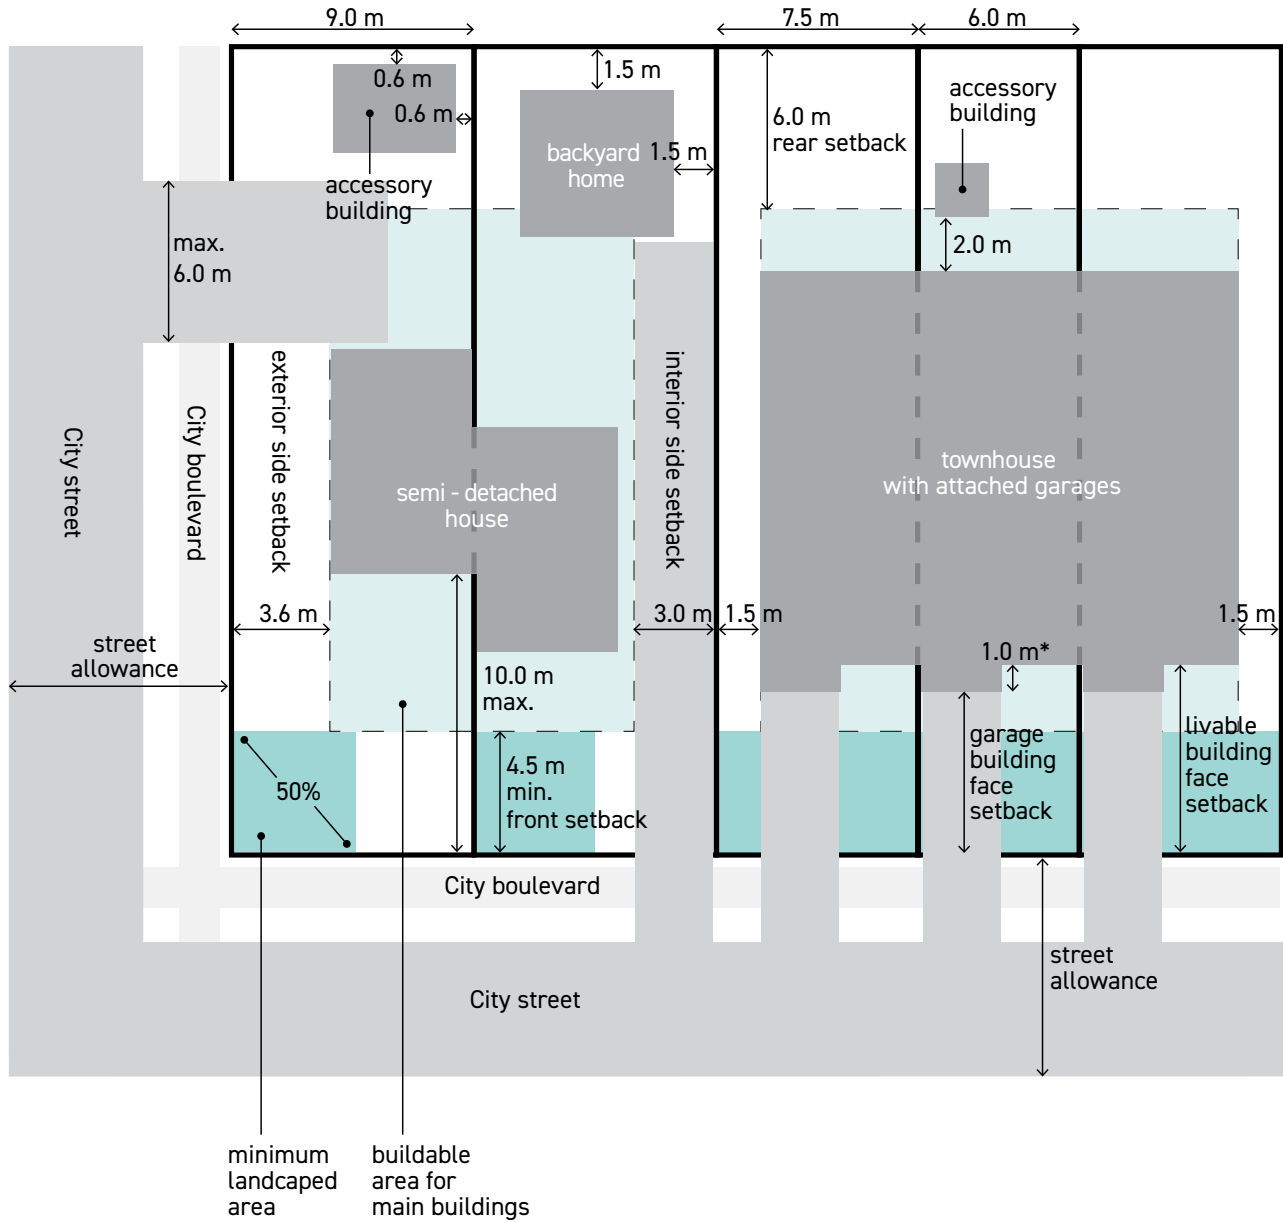 9.0 m
7.5 m
6.0 m
0.6 m
0.6 m
accessory
building
1.5 m
backyard
home
1.5 m
6.0 m
rear setback
accessory
building
2.0 m
max.
6.0 m
City street
City boulevard
exterior side setback
semi - detached
house
interior side setback
townhouse
with attached garages
3.6 m
3.0 m
1.5 m
1.5 m
street
allowance
1.0 m*
10.0 m
max.
4.5 m
min.
front setback
50%
garage
building
face
setback
livable
building
face
setback
City boulevard
street
allowance
City street
minimum
landcaped
area
buildable
area for
main buildings